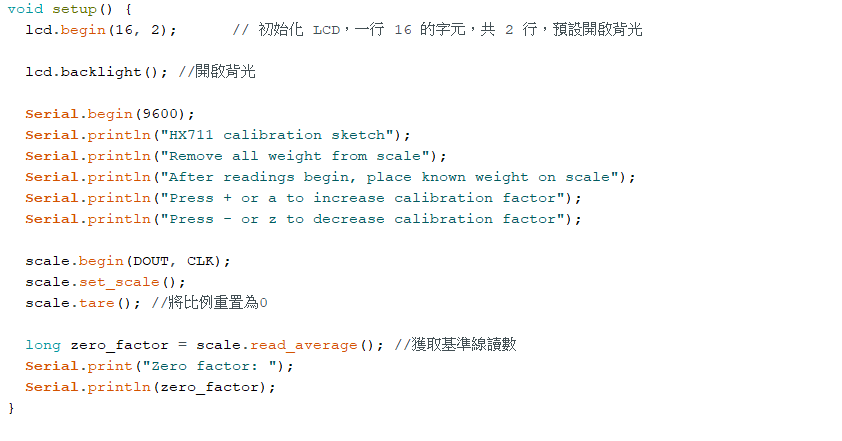 void setup() {
  lcd.begin(16, 2);      // 初始化 LCD，一行 16 的字元，共 2 行，預設開啟背光
  lcd.backlight(); //開啟背光
  Serial.begin(9600);
  Serial.println("HX711 calibration sketch");
  Serial.println("Remove all weight from scale");
  Serial.println("After readings begin, place known weight on scale");
  Serial.println("Press + or a to increase calibration factor");
  Serial.println("Press - or z to decrease calibration factor");
  scale.begin(DOUT, CLK);
  scale.set_scale();
  scale.tare(); //將比例重置為0
  long zero_factor = scale.read_average(); //獲取基準線讀數
  Serial.print("Zero factor: ");
  Serial.println(zero_factor);
}